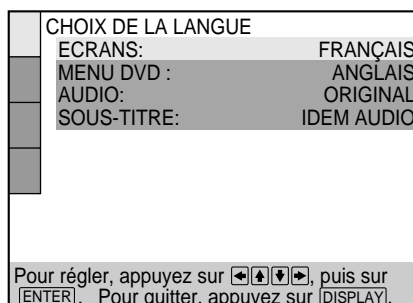 CHOIX DE LA LANGUE
ECRANS: FRANÇAIS
MENU DVD : ANGLAIS
AUDIO: ORIGINAL
SOUS-TITRE: IDEM AUDIO
Pour régler, appuyez sur ←↑↓→, puis sur
ENTER. Pour quitter, appuyez sur DISPLAY.